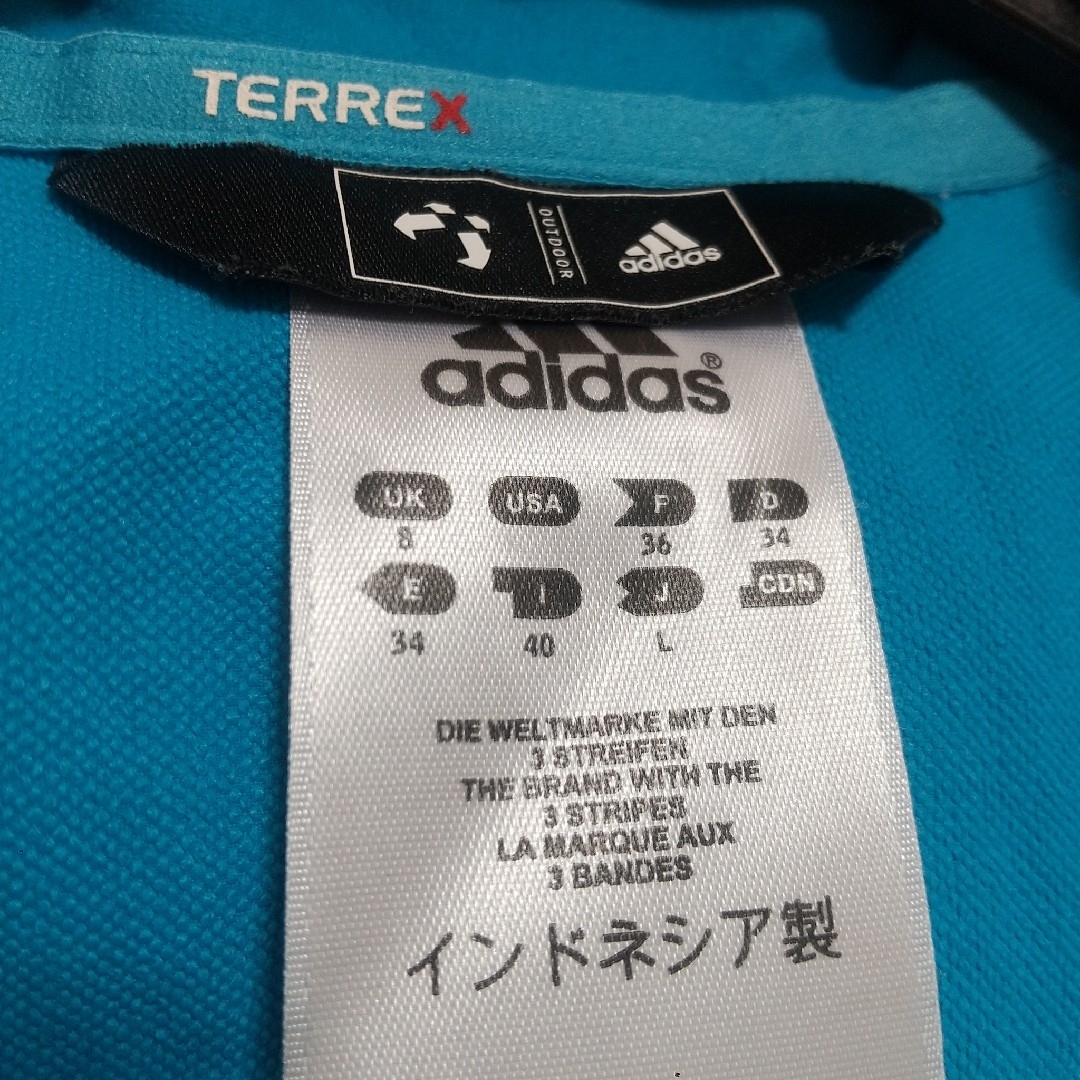 TERREX
OUTDOOR
adidas
adidas®
UK USA F D
8 36 34
E I J CDN
34 40 L
DIE WELTMARKE MIT DEN
3 STREIFEN
THE BRAND WITH THE
3 STRIPES
LA MARQUE AUX
3 BANDES
インドネシア製